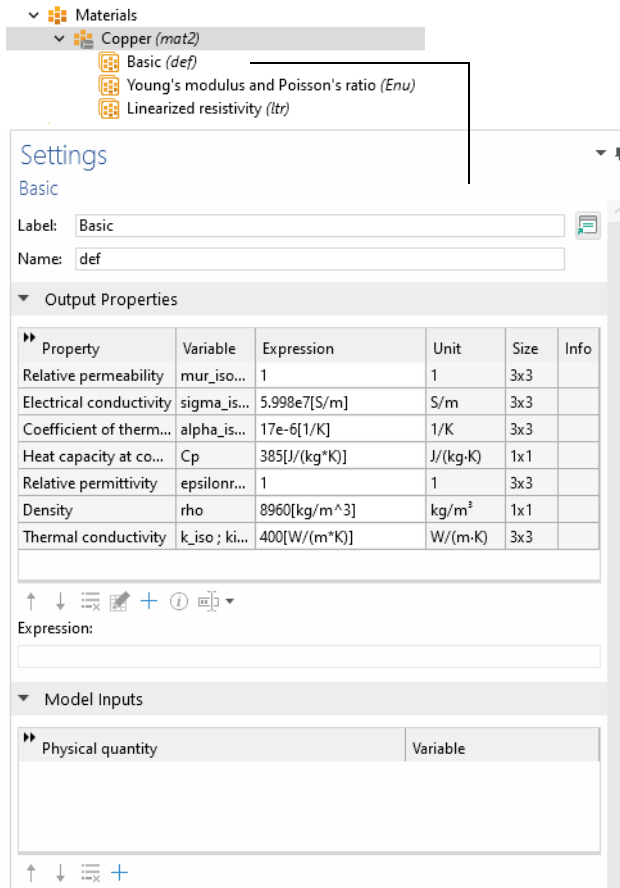 Materials
Copper (mat2)
Basic (def)
Young's modulus and Poisson's ratio (Enu)
Linearized resistivity (ltr)
Settings
Basic
Label: Basic
Name: def
Output Properties
Property Variable Expression Unit Size Info
Relative permeability mur_iso... 1 1 3x3
Electrical conductivity sigma_is... 5.998e7[S/m] S/m 3x3
Coefficient of therm... alpha_is... 17e-6[1/K] 1/K 3x3
Heat capacity at co... Cp 385[J/(kg*K)] J/(kg·K) 1x1
Relative permittivity epsilonr... 1 1 3x3
Density rho 8960[kg/m^3] kg/m³ 1x1
Thermal conductivity k_iso ; ki... 400[W/(m*K)] W/(m·K) 3x3
Expression:
Model Inputs
Physical quantity Variable